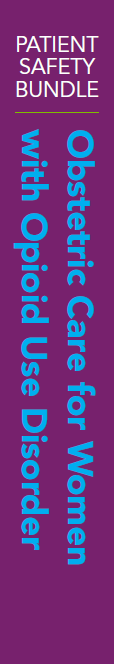 PATIENT
SAFETY
BUNDLE
Obstetric Care for Women
with Opioid Use Disorder